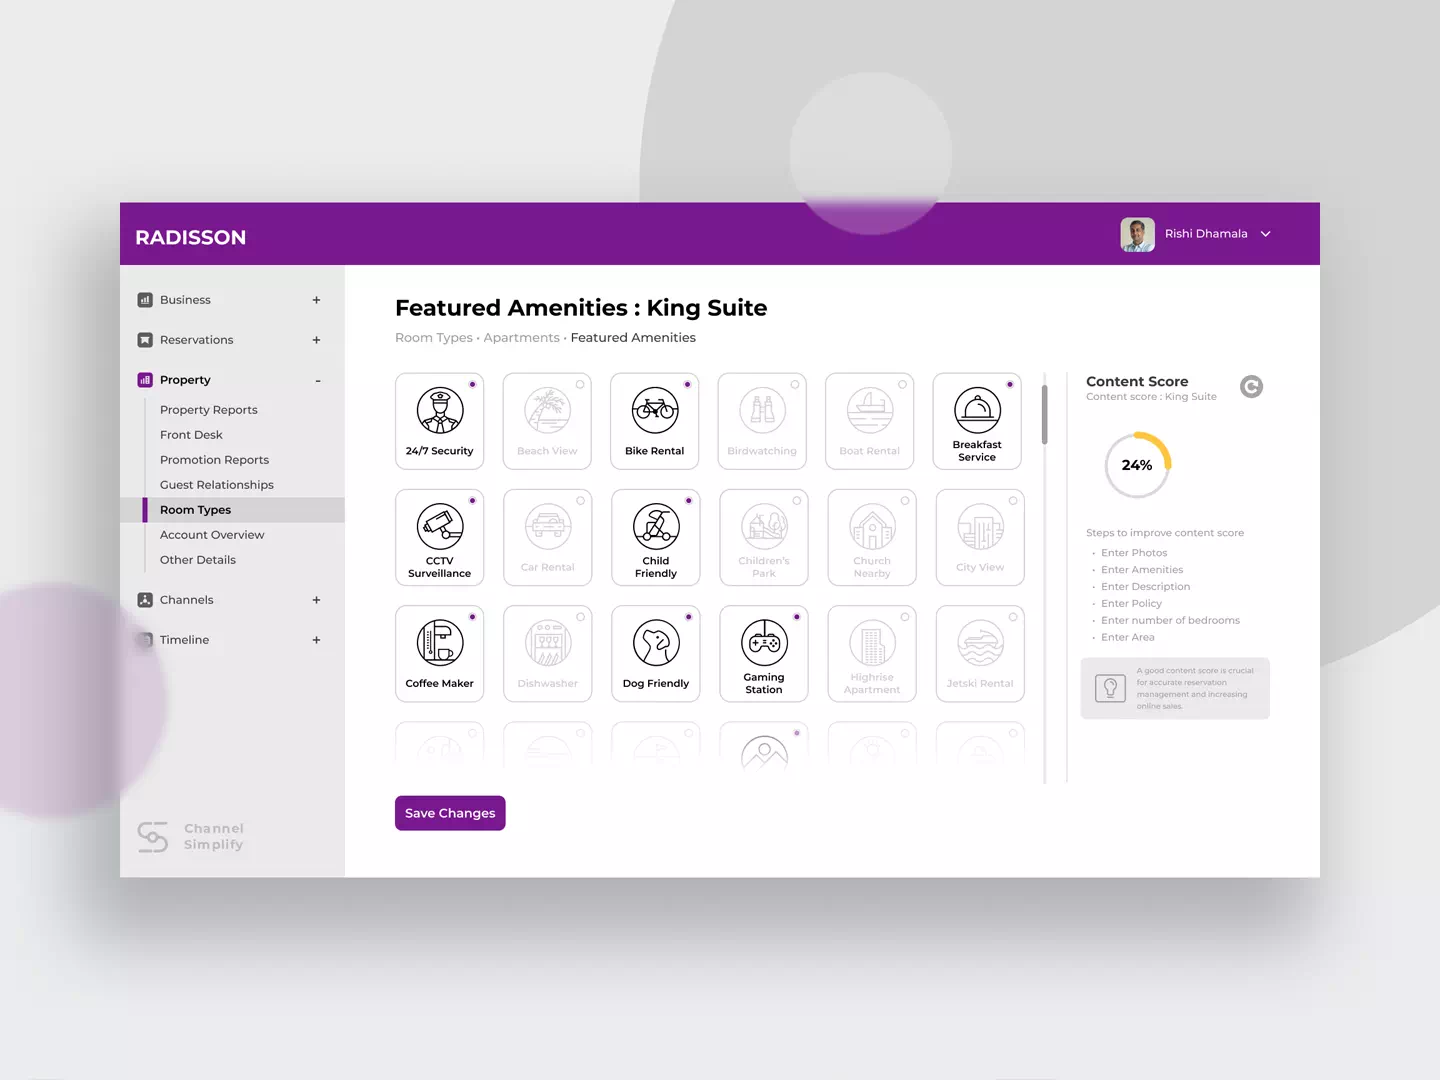 RADISSON
Rishi Dhamala
Business +
Reservations +
Property -
Property Reports
Front Desk
Promotion Reports
Guest Relationships
Room Types
Account Overview
Other Details
Channels +
Timeline +
Channel
Simplify
Featured Amenities : King Suite
Room Types • Apartments • Featured Amenities
24/7 Security
Beach View
Bike Rental
Birdwatching
Boat Rental
Breakfast
Service
CCTV
Surveillance
Car Rental
Child
Friendly
Children's
Park
Church
Nearby
City View
Coffee Maker
Dishwasher
Dog Friendly
Gaming
Station
Highrise
Apartment
Jetski Rental
Save Changes
Content Score
Content score : King Suite
24%
Steps to improve content score
• Enter Photos
• Enter Amenities
• Enter Description
• Enter Policy
• Enter number of bedrooms
• Enter Area
A good content score is crucial
for accurate reservation
management and increasing
online sales.